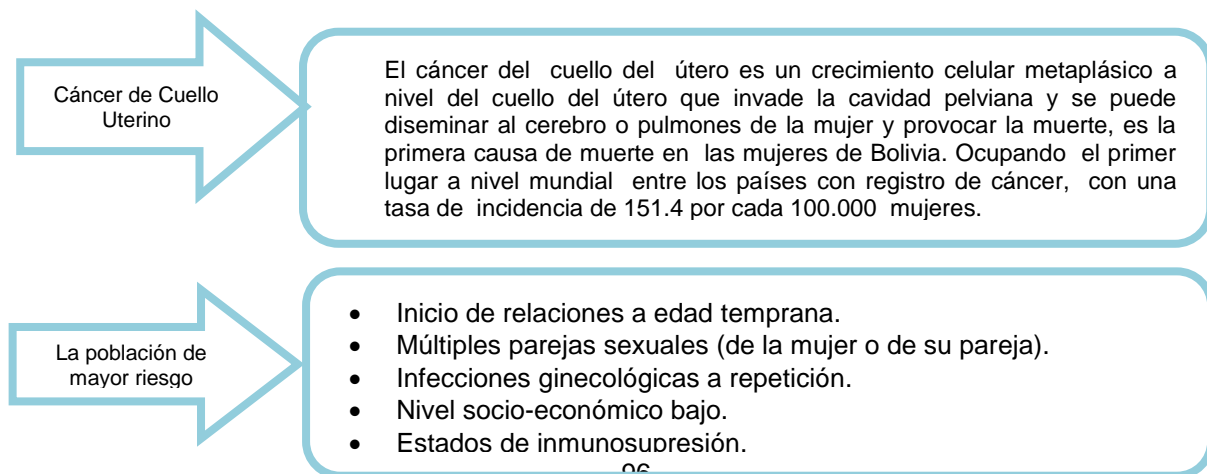 Cáncer de Cuello
Uterino
El cáncer del cuello del útero es un crecimiento celular metaplásico a
nivel del cuello del útero que invade la cavidad pelviana y se puede
diseminar al cerebro o pulmones de la mujer y provocar la muerte, es la
primera causa de muerte en las mujeres de Bolivia. Ocupando el primer
lugar a nivel mundial entre los países con registro de cáncer, con una
tasa de incidencia de 151.4 por cada 100.000 mujeres.
La población de
mayor riesgo
• Inicio de relaciones a edad temprana.
• Múltiples parejas sexuales (de la mujer o de su pareja).
• Infecciones ginecológicas a repetición.
• Nivel socio-económico bajo.
• Estados de inmunosupresión.
96